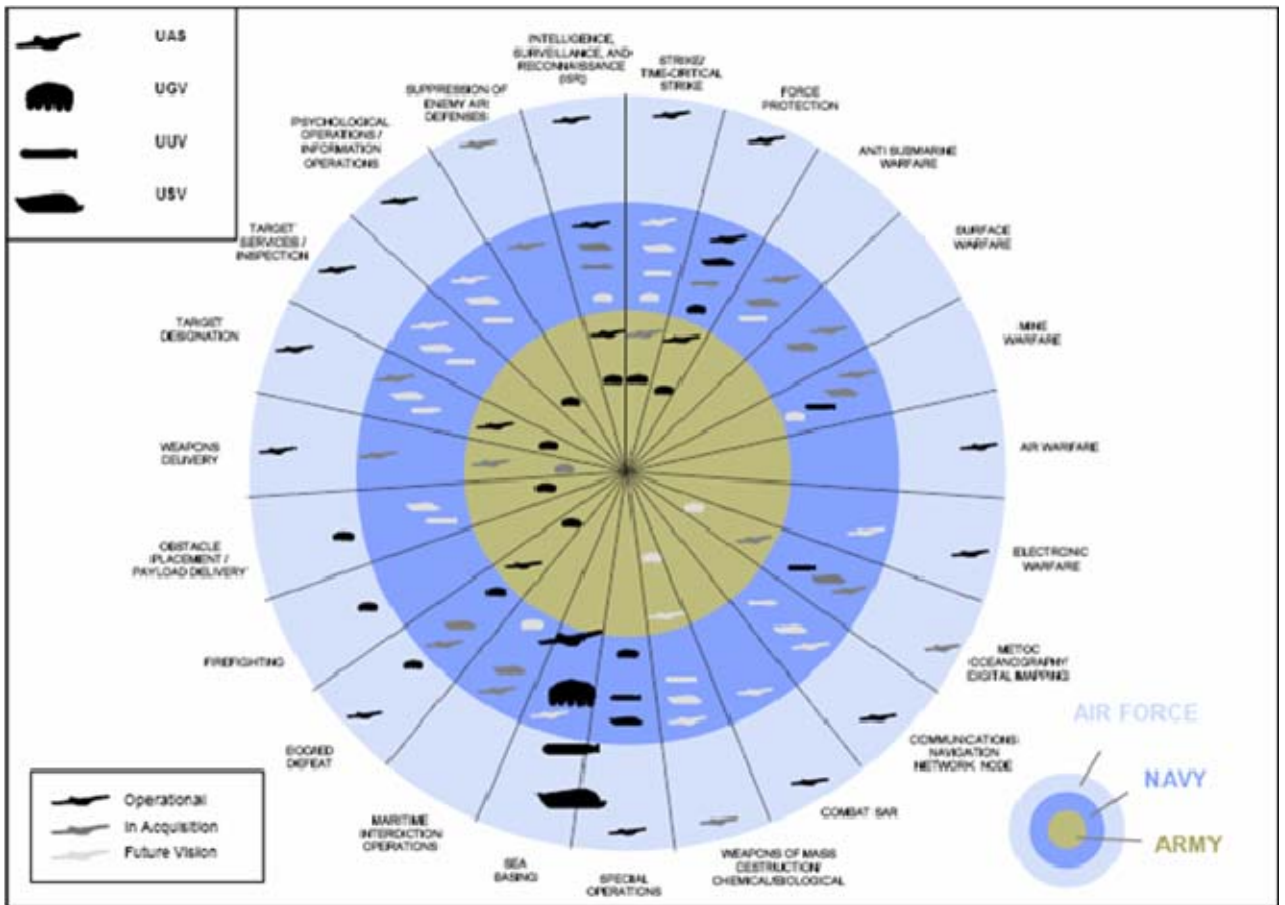 UAS
UGV
UUV
USV
INTELLIGENCE,
SURVEILLANCE, AND
RECONNAISSANCE
(ISR)
STRIKE/
TIME-CRITICAL
STRIKE
FORCE
PROTECTION
ANTI SUBMARINE
WARFARE
SURFACE
WARFARE
MINE
WARFARE
AIR WARFARE
ELECTRONIC
WARFARE
METOC
/OCEANOGRAPHY/
DIGITAL MAPPING
COMMUNICATIONS/
NAVIGATION
NETWORK NODE
COMBAT SAR
WEAPONS OF MASS
DESTRUCTION/
CHEMICAL/BIOLOGICAL
SPECIAL
OPERATIONS
SEA
BASING
MARITIME
INTERDICTION
OPERATIONS
EOD/IED
DEFEAT
FIREFIGHTING
OBSTACLE
PLACEMENT /
PAYLOAD DELIVERY
WEAPONS
DELIVERY
TARGET
DESIGNATION
TARGET
SERVICES /
INSPECTION
PSYCHOLOGICAL
OPERATIONS /
INFORMATION
OPERATIONS
SUPPRESSION OF
ENEMY AIR
DEFENSES
Operational
In Acquisition
Future Vision
AIR FORCE
NAVY
ARMY